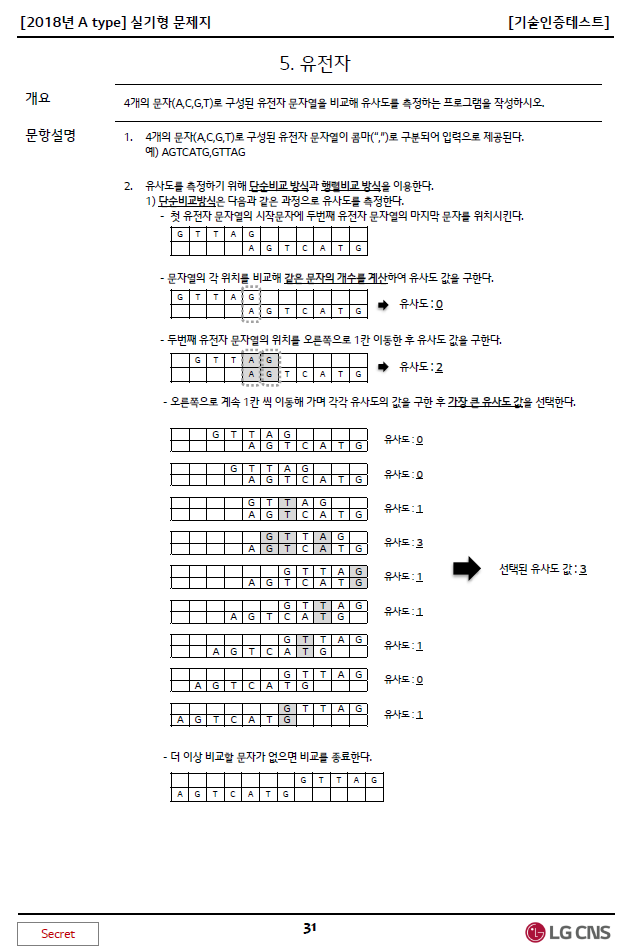 [2018년 A type] 실기형 문제지 [기술인증테스트]
5. 유전자
개요
4개의 문자(A,C,G,T)로 구성된 유전자 문자열을 비교해 유사도를 측정하는 프로그램을 작성하시오.
문항설명
1. 4개의 문자(A,C,G,T)로 구성된 유전자 문자열이 콤마(“,”)로 구분되어 입력으로 제공된다.
예) AGTCATG,GTTAG
2. 유사도를 측정하기 위해 단순비교 방식과 행렬비교 방식을 이용한다.
1) 단순비교방식은 다음과 같은 과정으로 유사도를 측정한다.
- 첫 유전자 문자열의 시작문자에 두번째 유전자 문자열의 마지막 문자를 위치시킨다.
G T T A G
A G T C A T G
- 문자열의 각 위치를 비교해 같은 문자의 개수를 계산하여 유사도 값을 구한다.
G T T A G
A G T C A T G
유사도 : 0
- 두번째 유전자 문자열의 위치를 오른쪽으로 1칸 이동한 후 유사도 값을 구한다.
G T T A G
A G T C A T G
유사도 : 2
- 오른쪽으로 계속 1칸 씩 이동해 가며 각각 유사도의 값을 구한 후 가장 큰 유사도 값을 선택한다.
G T T A G
A G T C A T G
유사도 : 0
G T T A G
A G T C A T G
유사도 : 0
G T T A G
A G T C A T G
유사도 : 1
G T T A G
A G T C A T G
유사도 : 3
G T T A G
A G T C A T G
유사도 : 1
선택된 유사도 값 : 3
G T T A G
A G T C A T G
유사도 : 1
G T T A G
A G T C A T G
유사도 : 1
G T T A G
A G T C A T G
유사도 : 0
G T T A G
A G T C A T G
유사도 : 1
- 더 이상 비교할 문자가 없으면 비교를 종료한다.
G T T A G
A G T C A T G
Secret
31
LG CNS